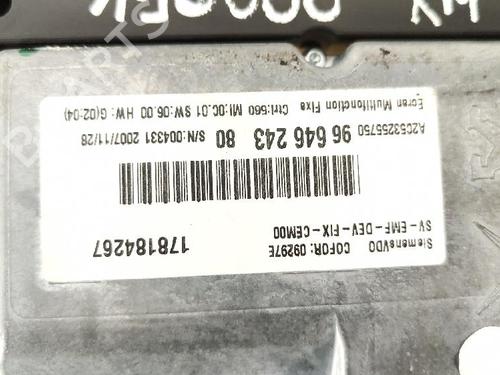 SiemensVDO COFOR: 09297E 178184267
SV-EMF-DEV-FIX-CEM00
A2C53255750 96 646 243 80 S/N:004331 2007/11/28
Ecran Multifonction Fixe Ctrl:560 MI:0C.01 SW:06.00 HW: G(02:04)